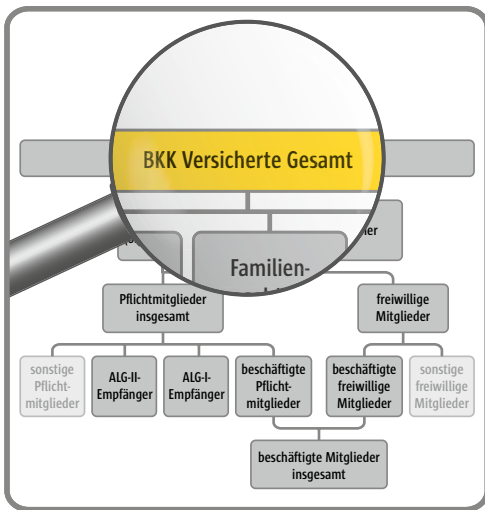 BKK Versicherte Gesamt
Familien-
Pflichtmitglieder
insgesamt
freiwillige
Mitglieder
sonstige
Pflicht-
mitglieder
ALG-II-
Empfänger
ALG-I-
Empfänger
beschäftigte
Pflicht-
mitglieder
beschäftigte
freiwillige
Mitglieder
sonstige
freiwillige
Mitglieder
beschäftigte Mitglieder
insgesamt